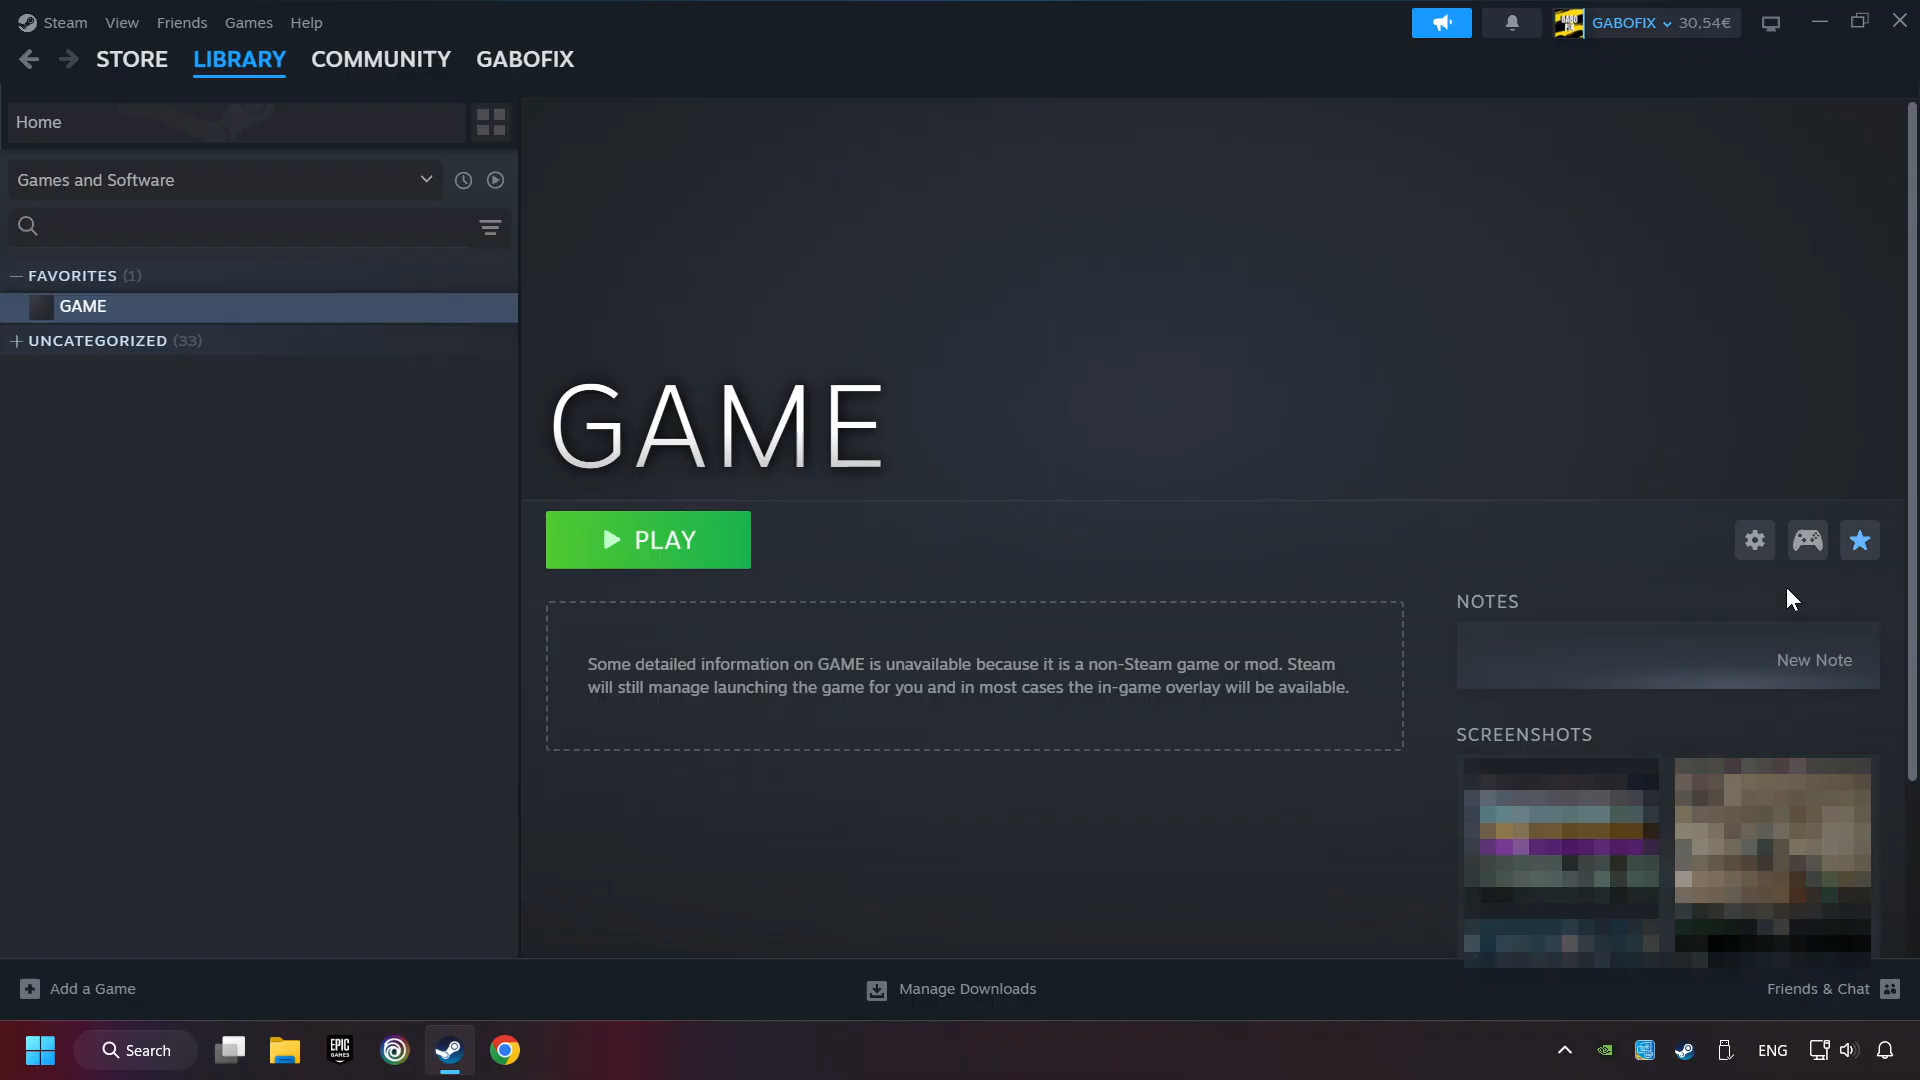 Steam View Friends Games Help
GABOFIX 30,54€
STORE LIBRARY COMMUNITY GABOFIX
Home
Games and Software
FAVORITES (1)
GAME
UNCATEGORIZED (33)
GAME
PLAY
NOTES
New Note
Some detailed information on GAME is unavailable because it is a non-Steam game or mod. Steam
will still manage launching the game for you and in most cases the in-game overlay will be available.
SCREENSHOTS
Add a Game
Manage Downloads
Friends & Chat
Search
EPIC
GAMES
ENG